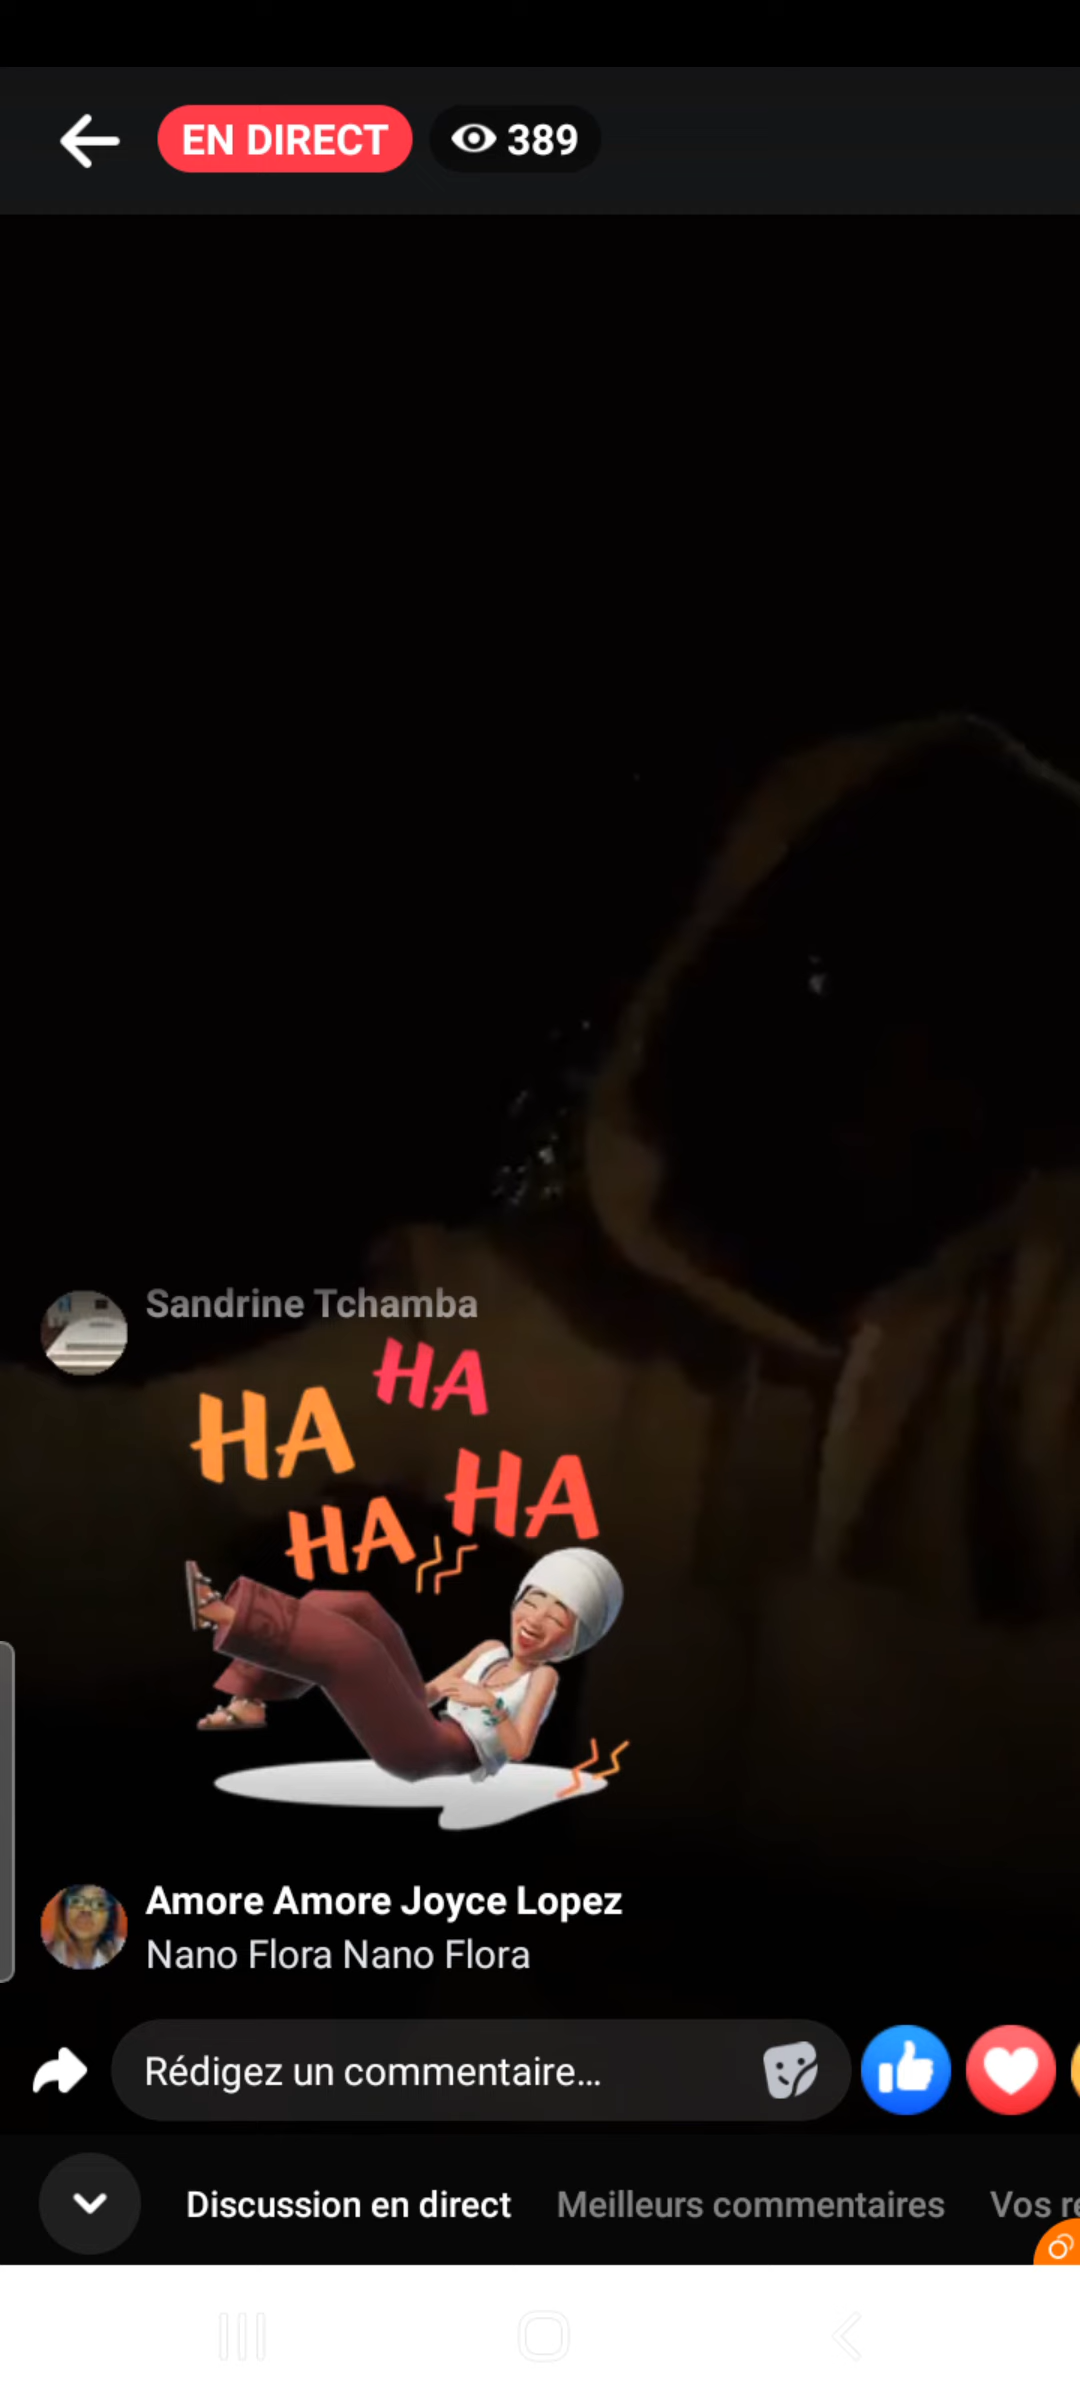 EN DIRECT
389
Sandrine Tchamba
HA
HA
HA
HA
Amore Amore Joyce Lopez
Nano Flora Nano Flora
Rédigez un commentaire...
Discussion en direct
Meilleurs commentaires
Vos